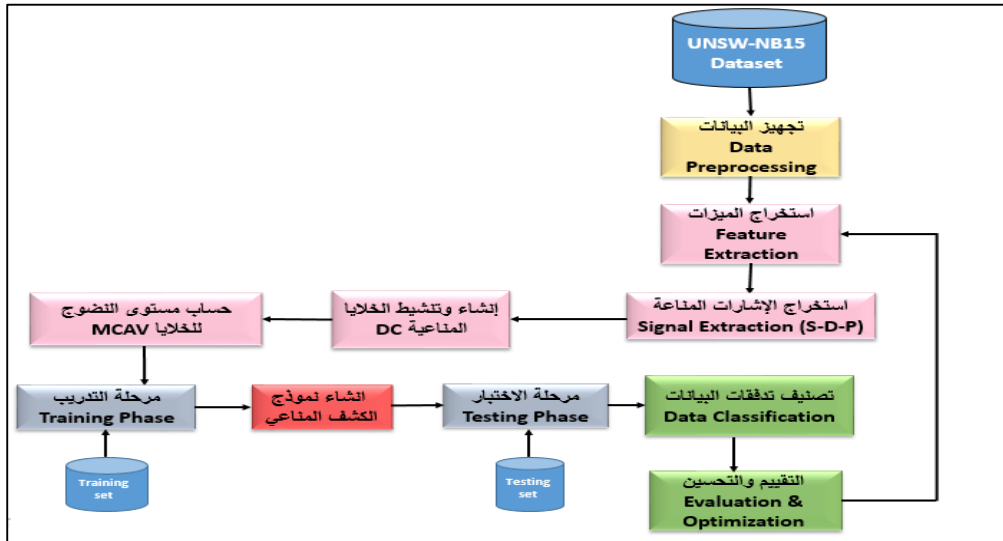 UNSW-NB15
Dataset
تجهيز البيانات
Data
Preprocessing
استخراج الميزات
Feature
Extraction
استخراج الإشارات المناعة
Signal Extraction (S-D-P)
إنشاء وتنشيط الخلايا
المناعية DC
حساب مستوى النضوج
للخلايا MCAV
مرحلة التدريب
Training Phase
انشاء نموذج
الكشف المناعي
مرحلة الاختبار
Testing Phase
تصنيف تدفقات البيانات
Data Classification
Training
set
Testing
set
التقييم والتحسين
Evaluation &
Optimization